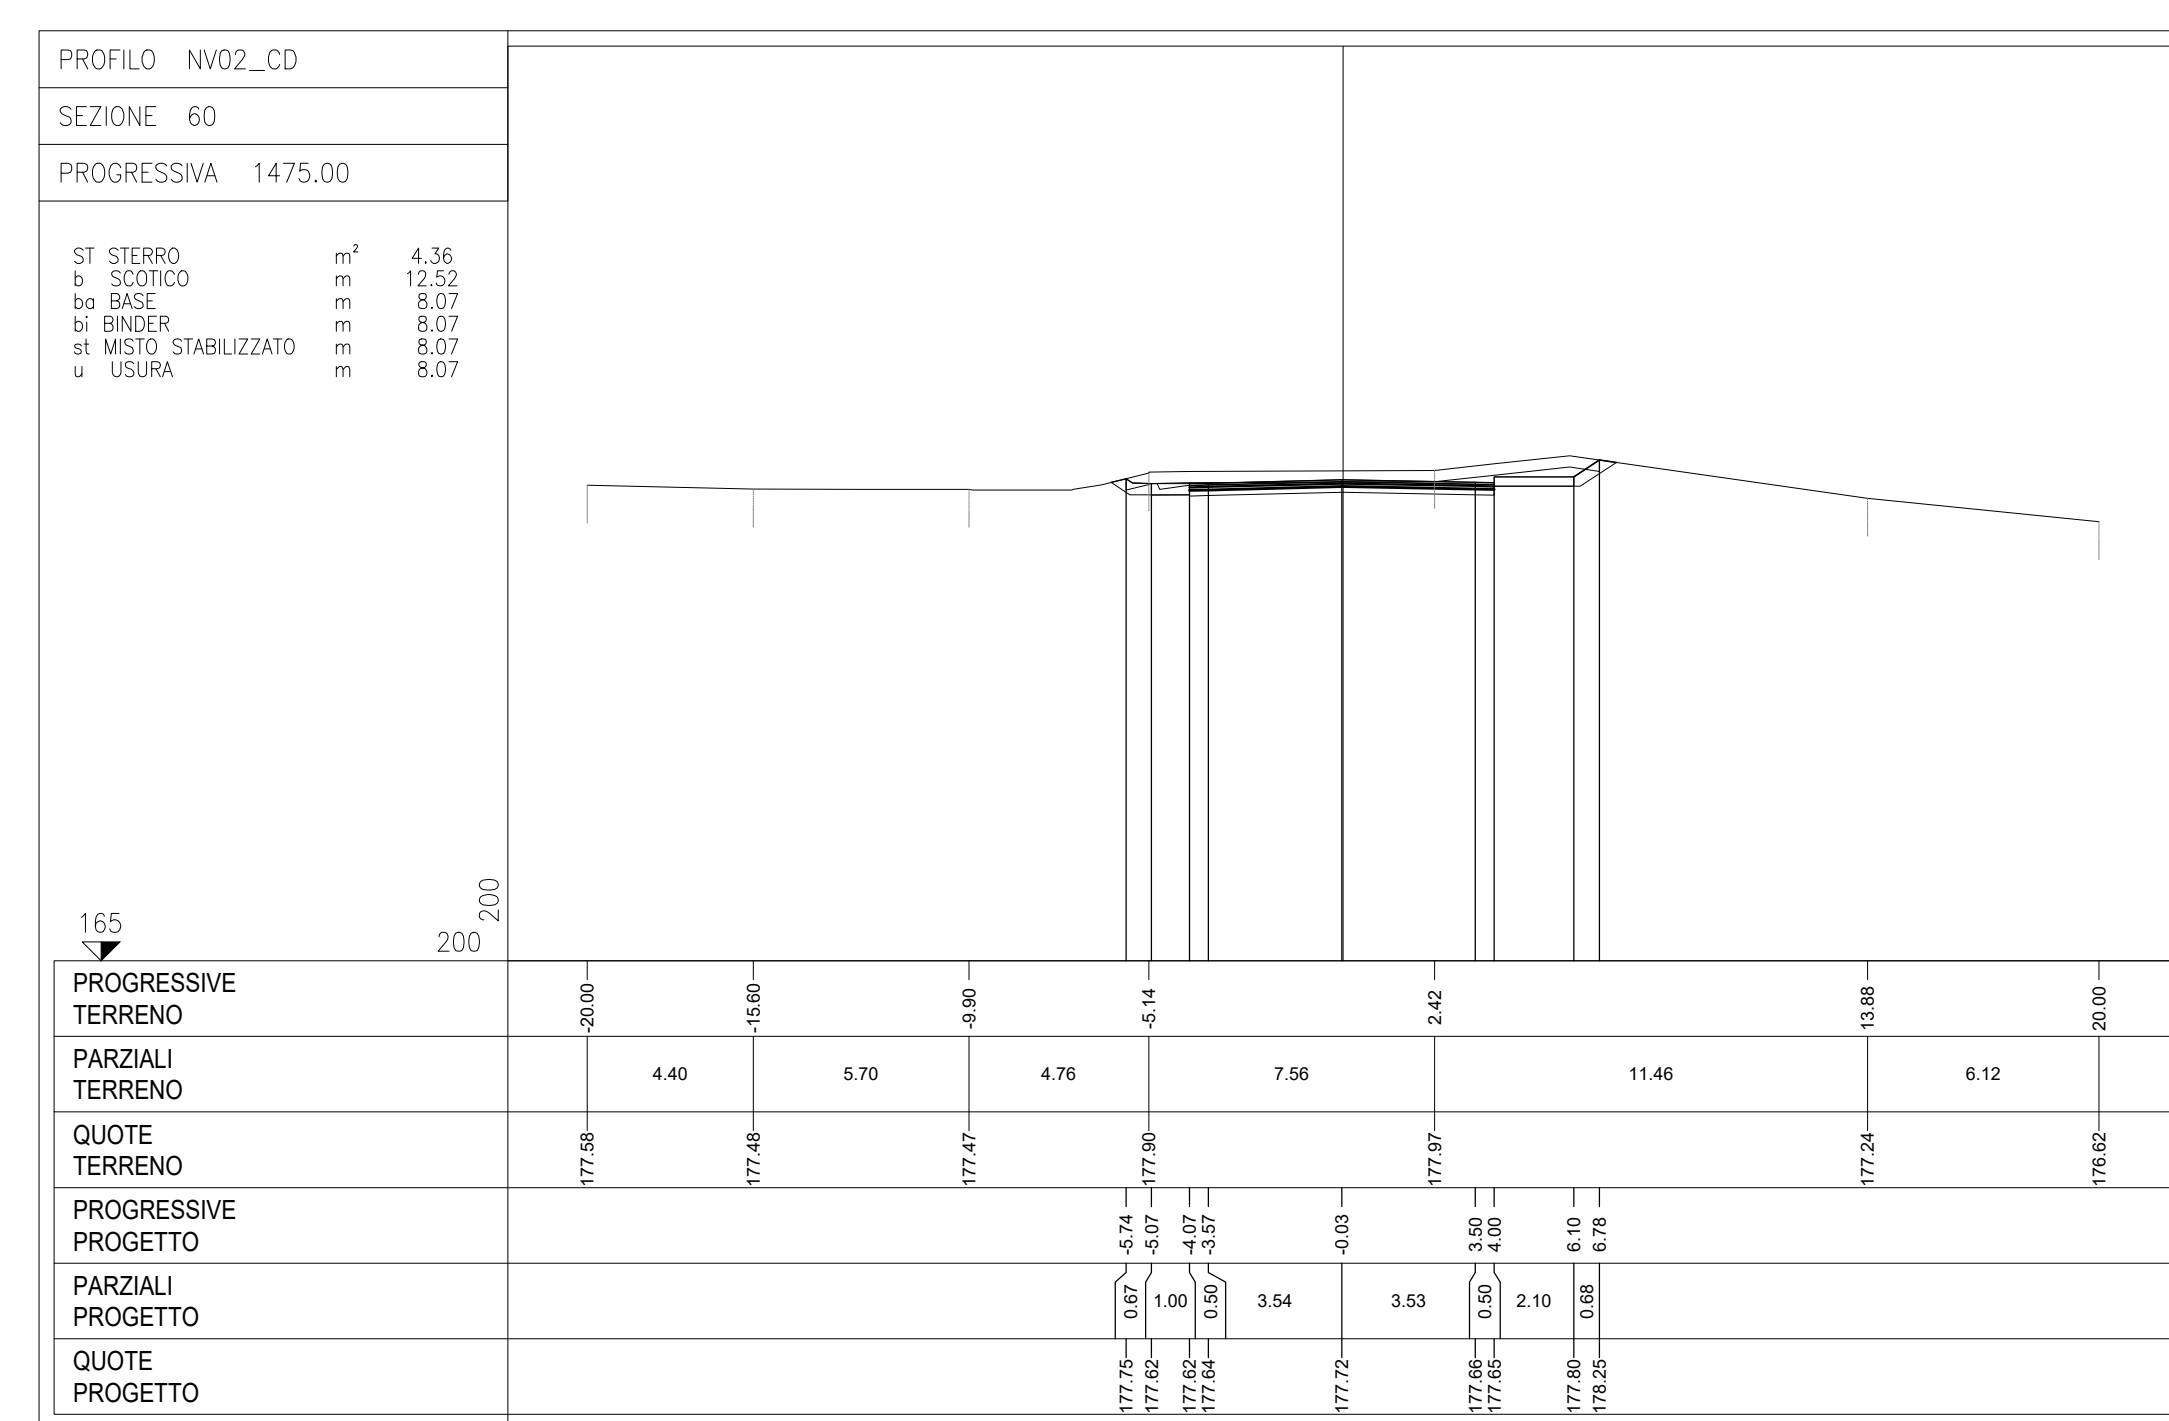 PROFILO NV02_CD
SEZIONE 60
PROGRESSIVA 1475.00
ST STERRO m² 4.36
b SCOTICO m 12.52
ba BASE m 8.07
bi BINDER m 8.07
st MISTO STABILIZZATO m 8.07
u USURA m 8.07
200
165
200
PROGRESSIVE
TERRENO
-20.00 -15.60 -9.90 -5.14 2.42 13.88 20.00
PARZIALI
TERRENO
4.40 5.70 4.76 7.56 11.46 6.12
QUOTE
TERRENO
177.58 177.48 177.47 177.90 177.97 177.24 176.62
PROGRESSIVE
PROGETTO
-5.74 -5.07 -4.07 -3.57 -0.03 3.50 4.00 6.10 6.78
PARZIALI
PROGETTO
0.67 1.00 0.50 3.54 3.53 0.50 2.10 0.68
QUOTE
PROGETTO
177.75 177.62 177.62 177.64 177.72 177.66 177.65 177.80 178.25